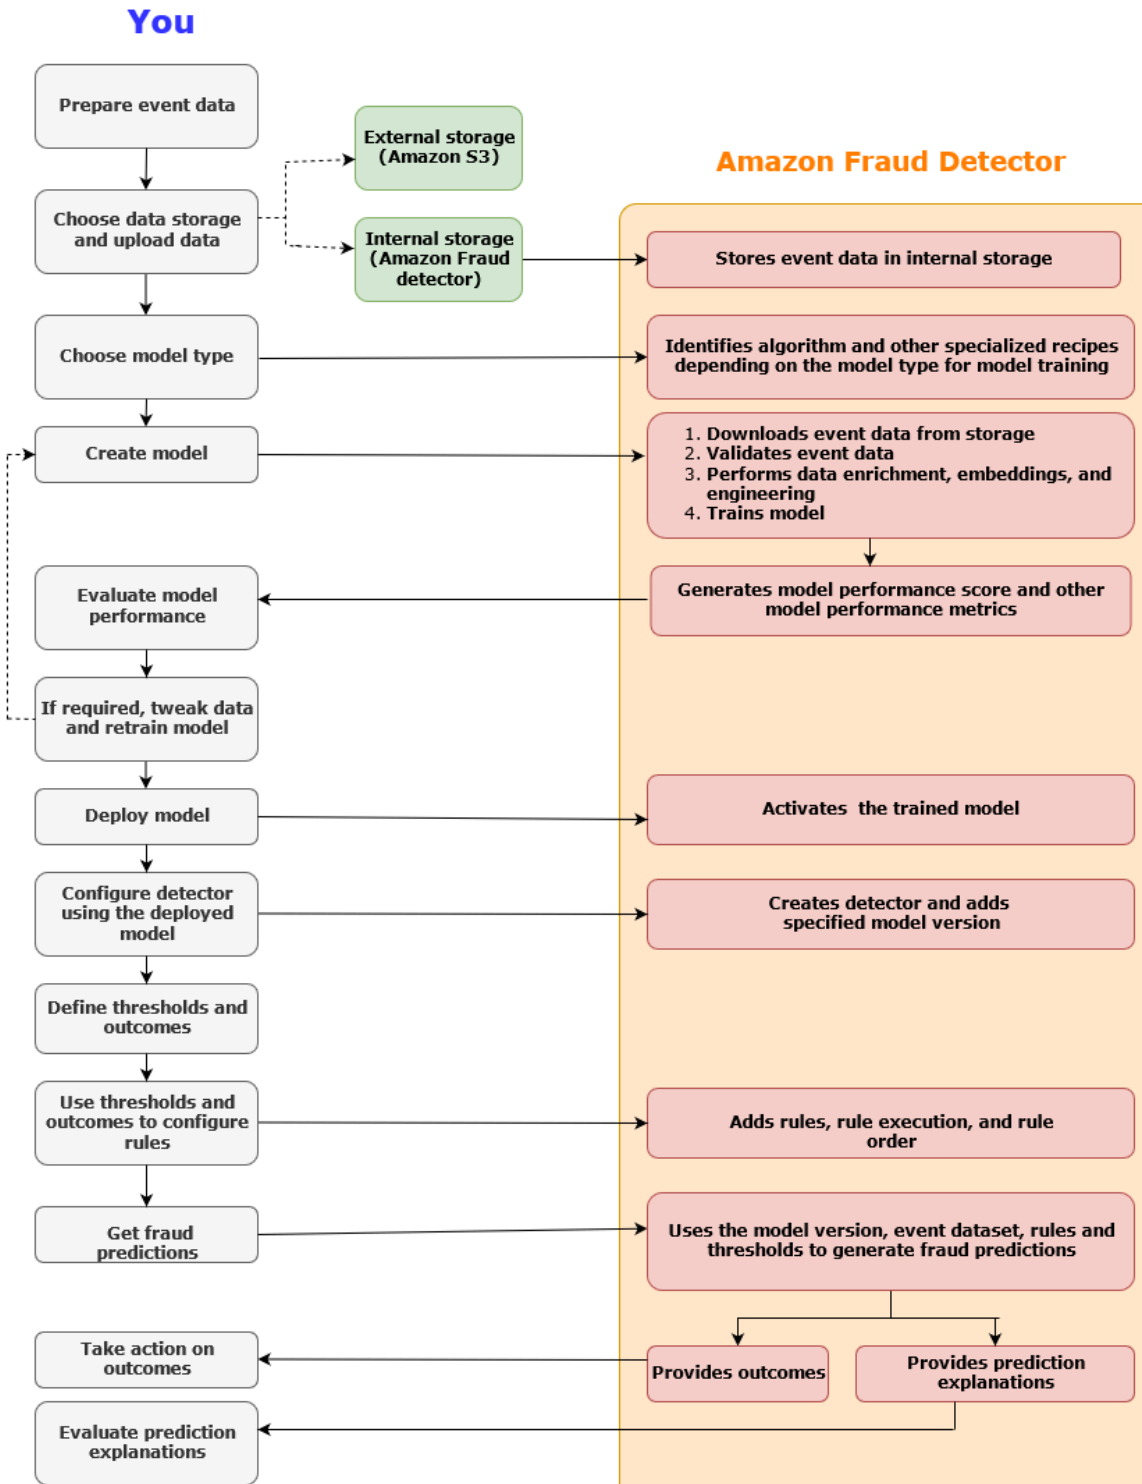 You
Prepare event data
External storage
(Amazon S3)
Amazon Fraud Detector
Choose data storage
and upload data
Internal storage
(Amazon Fraud
detector)
Stores event data in internal storage
Choose model type
Identifies algorithm and other specialized recipes
depending on the model type for model training
Create model
1. Downloads event data from storage
2. Validates event data
3. Performs data enrichment, embeddings, and
engineering
4. Trains model
Evaluate model
performance
Generates model performance score and other
model performance metrics
If required, tweak data
and retrain model
Deploy model
Activates the trained model
Configure detector
using the deployed
model
Creates detector and adds
specified model version
Define thresholds and
outcomes
Use thresholds and
outcomes to configure
rules
Adds rules, rule execution, and rule
order
Get fraud
predictions
Uses the model version, event dataset, rules and
thresholds to generate fraud predictions
Take action on
outcomes
Provides outcomes
Provides prediction
explanations
Evaluate prediction
explanations